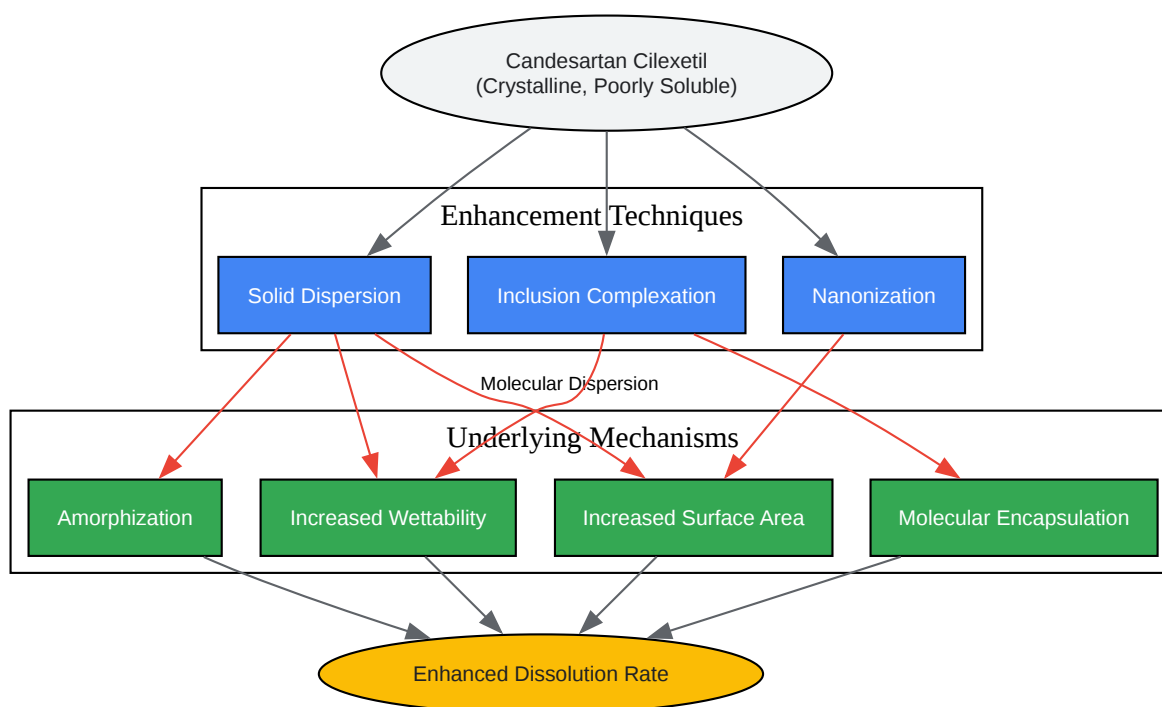 Candesartan Cilexetil
(Crystalline, Poorly Soluble)
Enhancement Techniques
Solid Dispersion
Inclusion Complexation
Nanonization
Molecular Dispersion
Underlying Mechanisms
Amorphization
Increased Wettability
Increased Surface Area
Molecular Encapsulation
Enhanced Dissolution Rate